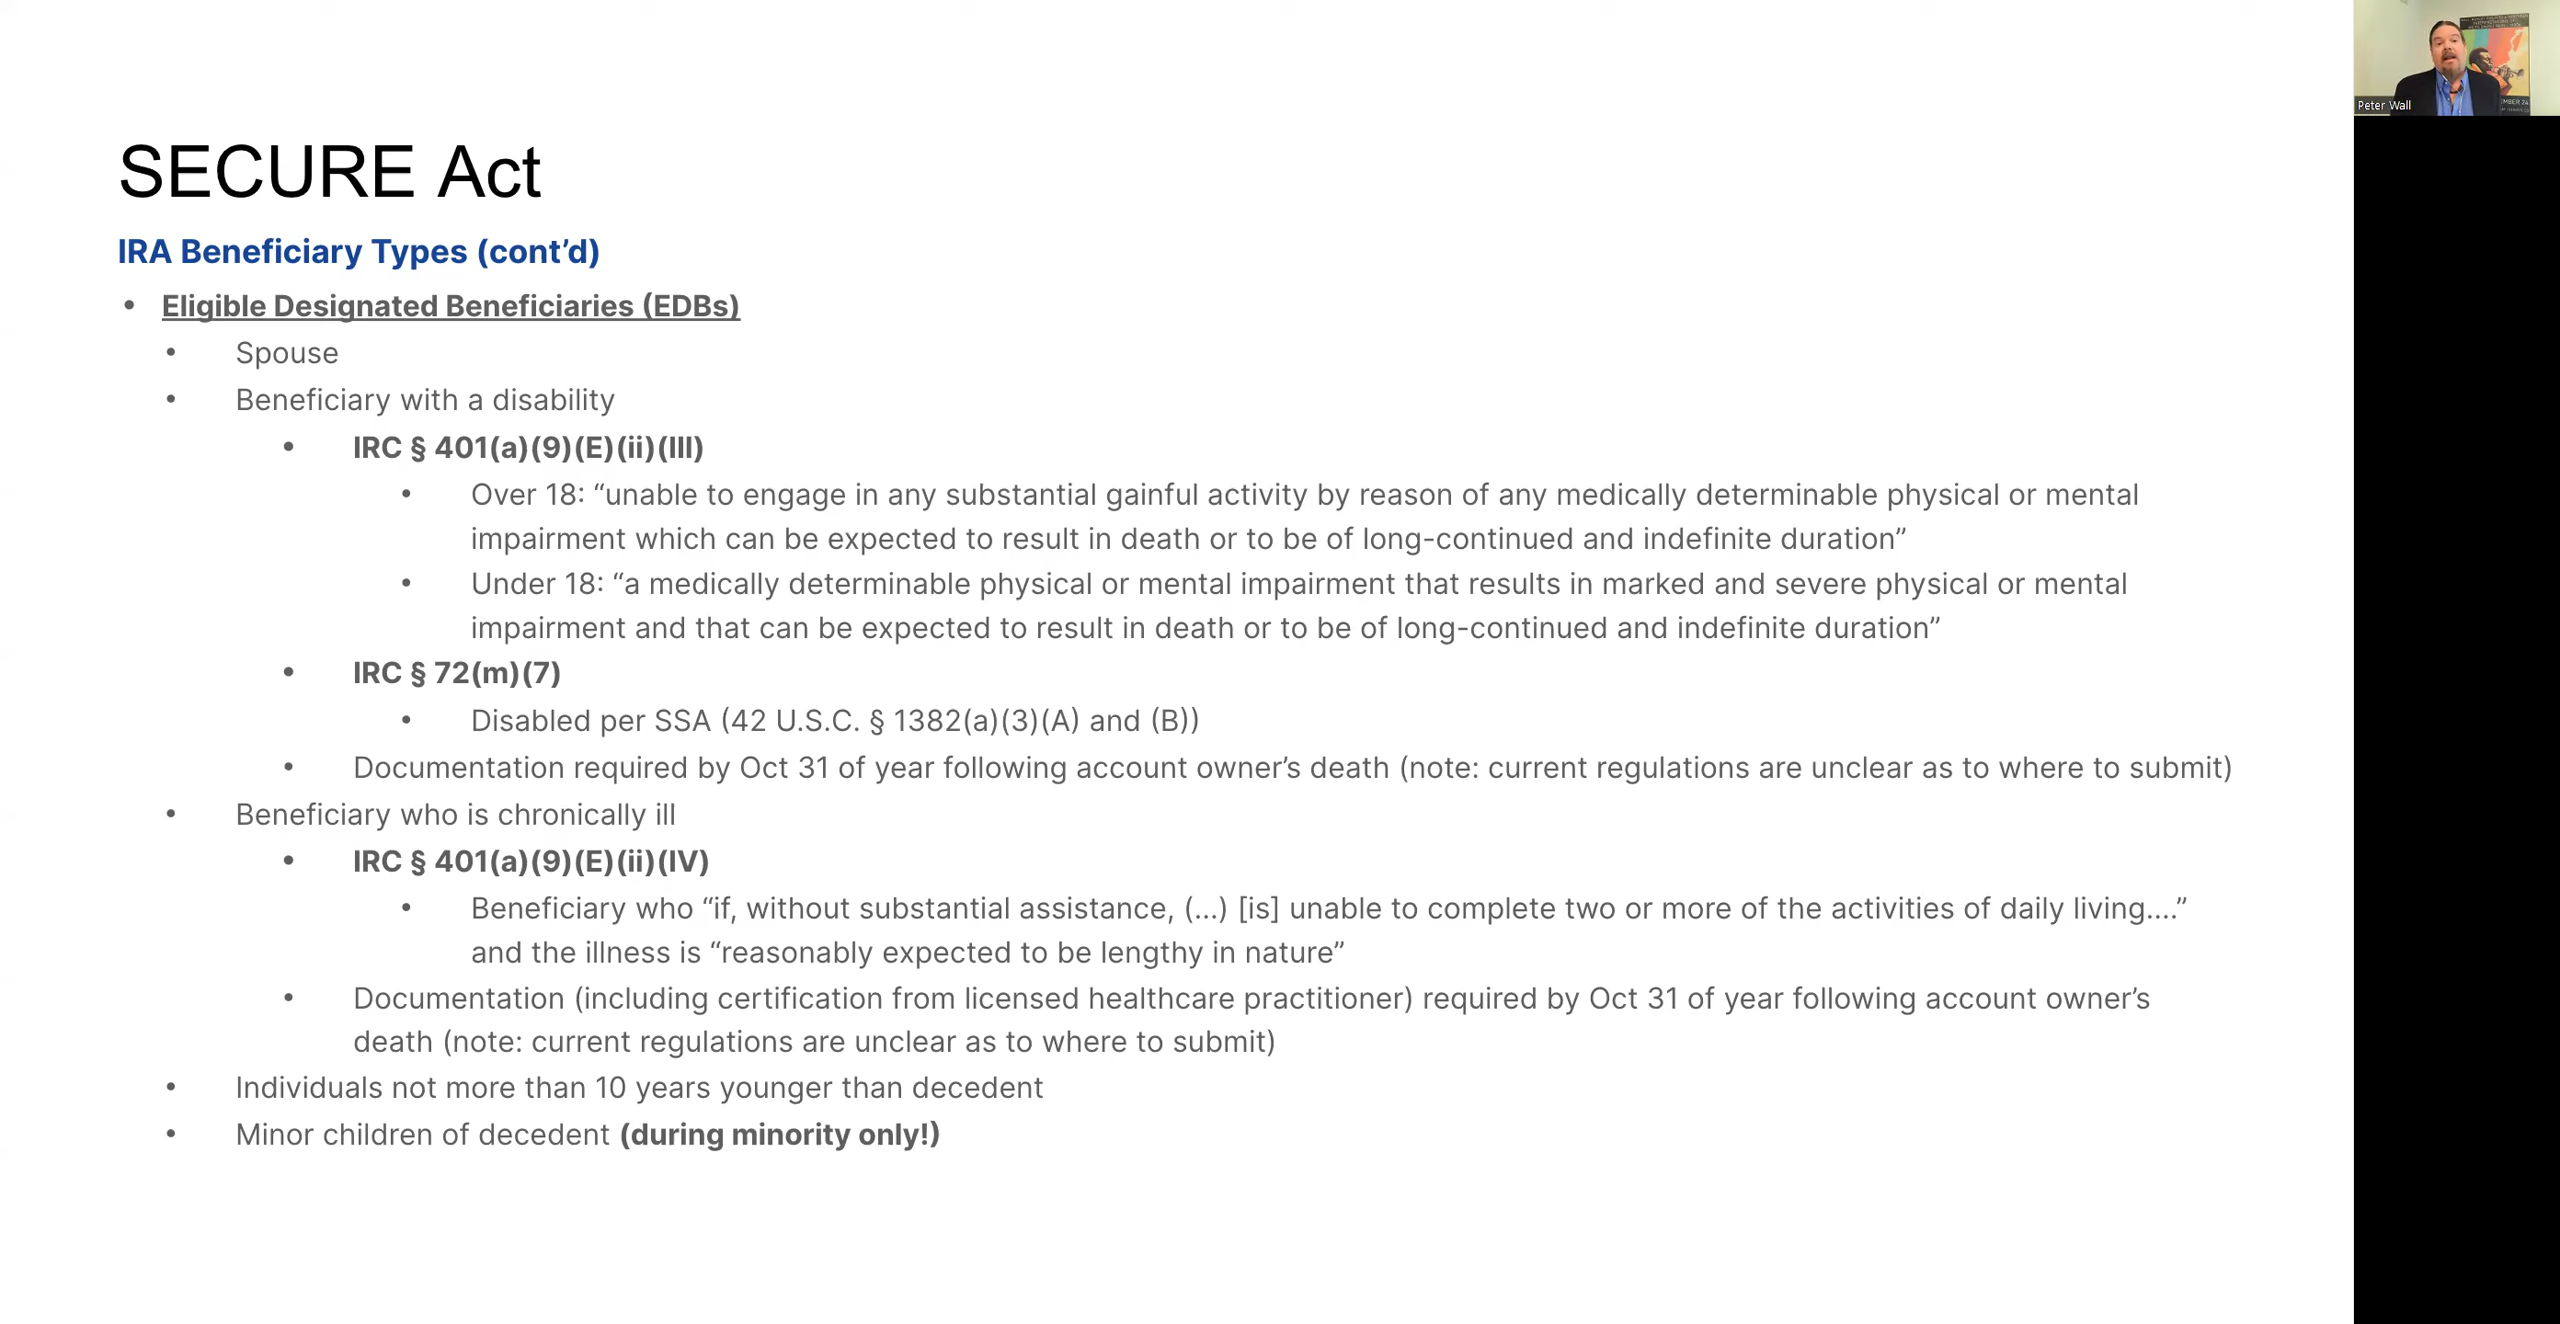 SECURE Act
IRA Beneficiary Types (cont’d)
• Eligible Designated Beneficiaries (EDBs)
• Spouse
• Beneficiary with a disability
• IRC § 401(a)(9)(E)(ii)(III)
• Over 18: “unable to engage in any substantial gainful activity by reason of any medically determinable physical or mental
impairment which can be expected to result in death or to be of long-continued and indefinite duration”
• Under 18: “a medically determinable physical or mental impairment that results in marked and severe physical or mental
impairment and that can be expected to result in death or to be of long-continued and indefinite duration”
• IRC § 72(m)(7)
• Disabled per SSA (42 U.S.C. § 1382(a)(3)(A) and (B))
• Documentation required by Oct 31 of year following account owner’s death (note: current regulations are unclear as to where to submit)
• Beneficiary who is chronically ill
• IRC § 401(a)(9)(E)(ii)(IV)
• Beneficiary who “if, without substantial assistance, (...) [is] unable to complete two or more of the activities of daily living....”
and the illness is “reasonably expected to be lengthy in nature”
• Documentation (including certification from licensed healthcare practitioner) required by Oct 31 of year following account owner’s
death (note: current regulations are unclear as to where to submit)
• Individuals not more than 10 years younger than decedent
• Minor children of decedent (during minority only!)
Peter Wall